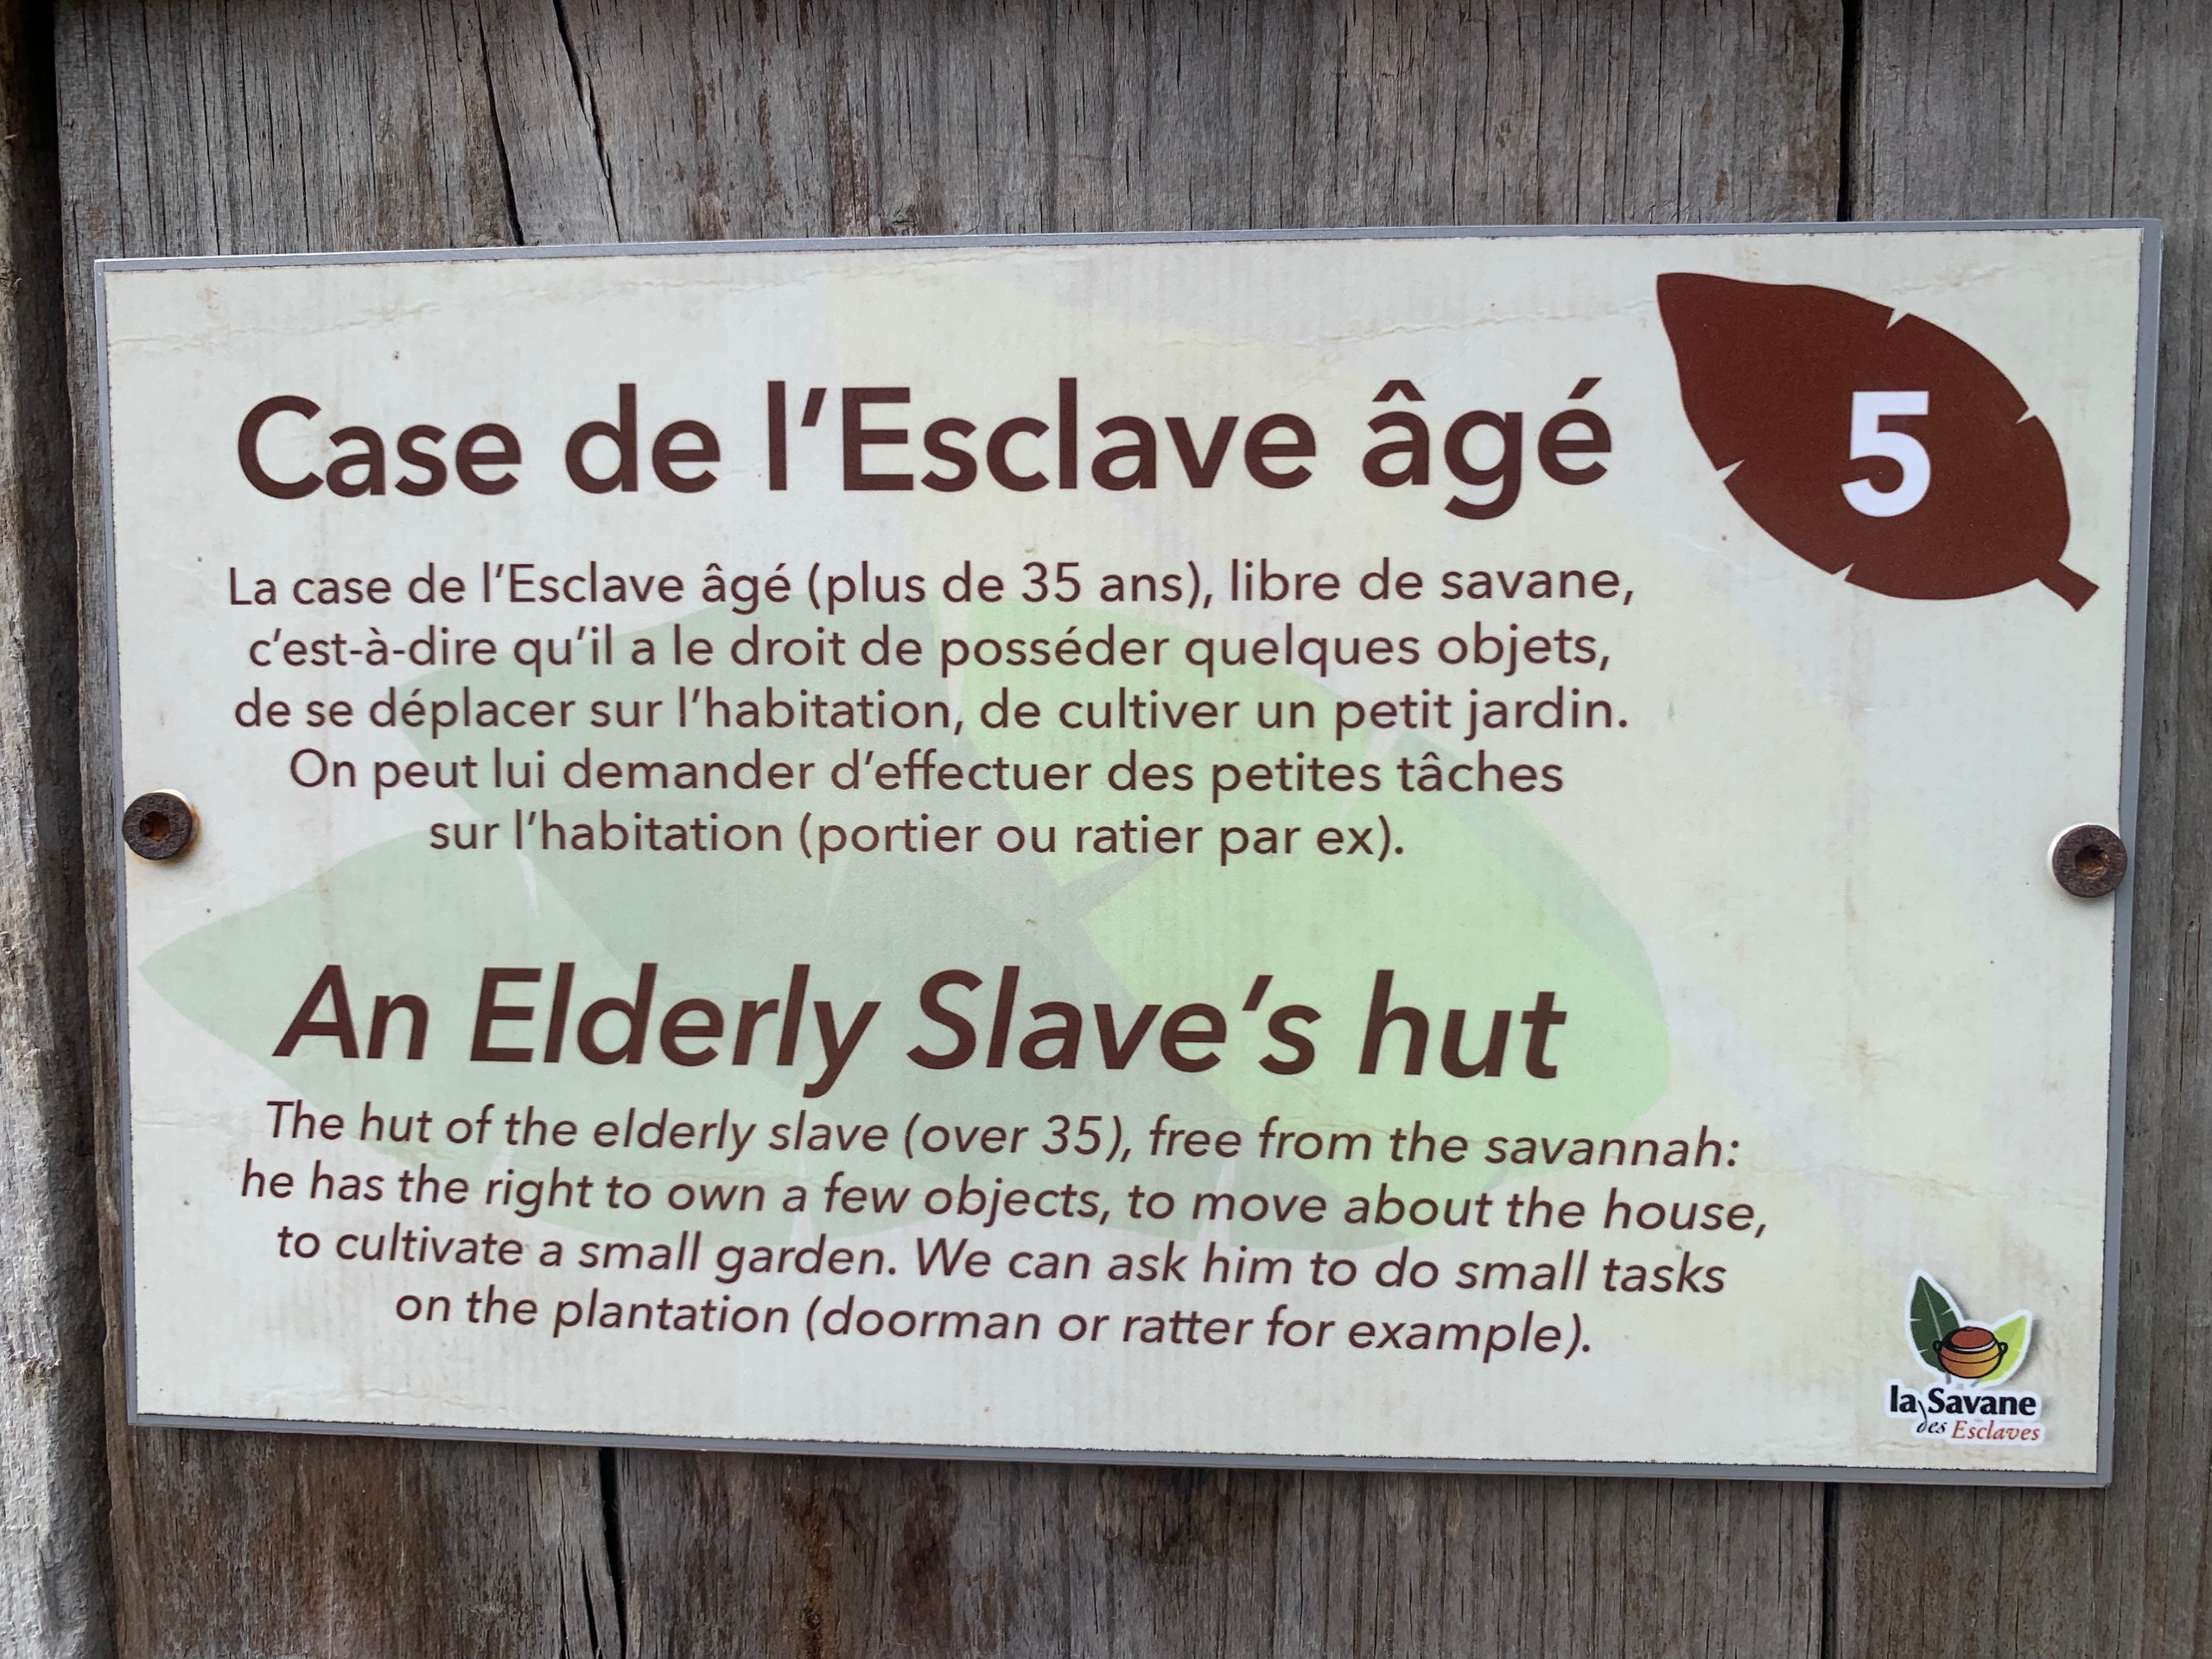 Case de l'Esclave âgé
5
La case de l'Esclave âgé (plus de 35 ans), libre de savane,
c'est-à-dire qu'il a le droit de posséder quelques objets,
de se déplacer sur l'habitation, de cultiver un petit jardin.
On peut lui demander d'effectuer des petites tâches
sur l'habitation (portier ou ratier par ex).
An Elderly Slave's hut
The hut of the elderly slave (over 35), free from the savannah:
he has the right to own a few objects, to move about the house,
to cultivate a small garden. We can ask him to do small tasks
on the plantation (doorman or ratter for example).
la Savane
des Esclaves